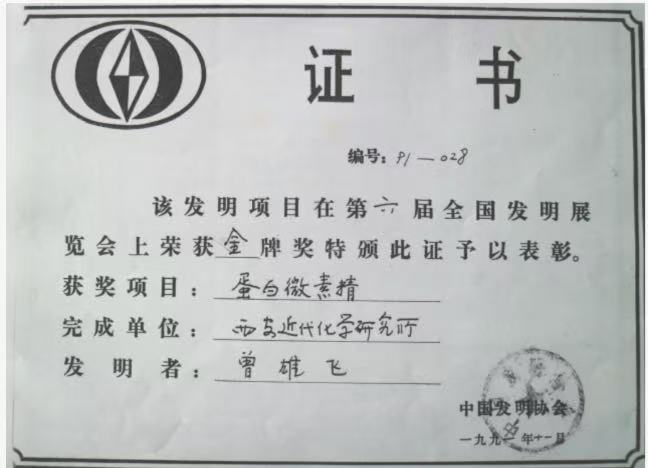 证 书
编号：91—028
该发明项目在第六届全国发明展
览会上荣获金牌奖特颁此证予以表彰。
获奖项目：蛋白微素精
完成单位：西安近代化学研究所
发明者：曾雄飞
中国发明协会
一九九一年十一月